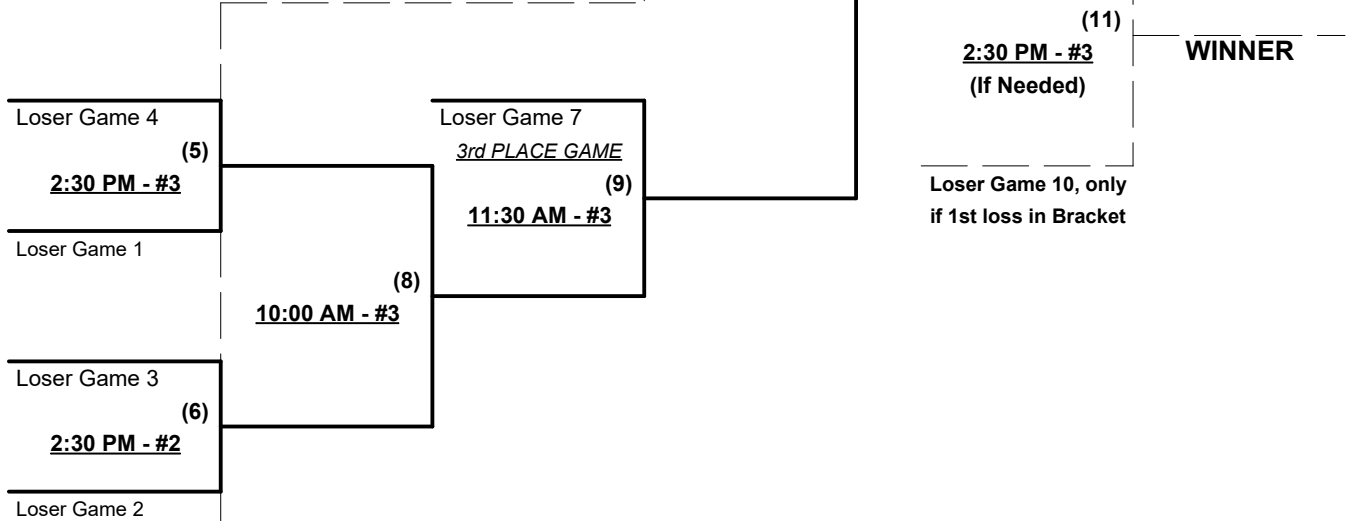 (11)
2:30 PM - #3
WINNER
(If Needed)
Loser Game 4
(5)
2:30 PM - #3
Loser Game 1
Loser Game 7
3rd PLACE GAME
(9)
11:30 AM - #3
Loser Game 10, only
if 1st loss in Bracket
(8)
10:00 AM - #3
Loser Game 3
(6)
2:30 PM - #2
Loser Game 2